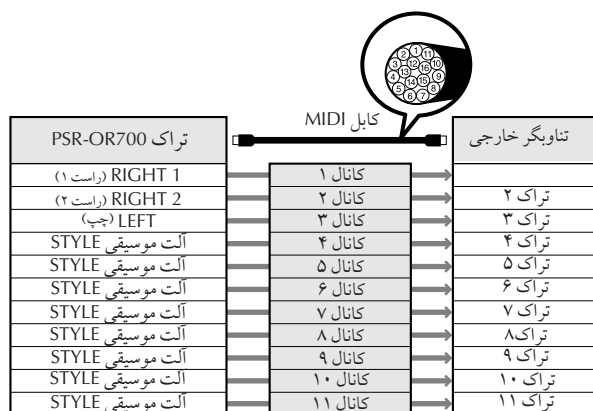 کابل MIDI
تراک PSR-OR700
تناوبگر خارجی
RIGHT 1 (راست ۱) کانال ۱
RIGHT 2 (راست ۲) کانال ۲ تراک ۲
LEFT (چپ) کانال ۳ تراک ۳
آلت موسیقی STYLE کانال ۴ تراک ۴
آلت موسیقی STYLE کانال ۵ تراک ۵
آلت موسیقی STYLE کانال ۶ تراک ۶
آلت موسیقی STYLE کانال ۷ تراک ۷
آلت موسیقی STYLE کانال ۸ تراک۸
آلت موسیقی STYLE کانال ۹ تراک ۹
آلت موسیقی STYLE کانال ۱۰ تراک ۱۰
آلت موسیقی STYLE کانال ۱۱ تراک ۱۱